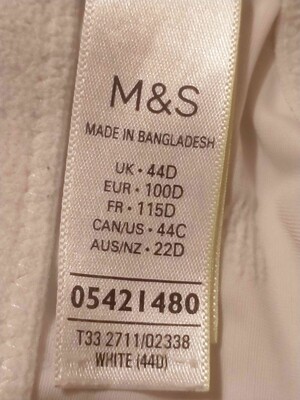 M&S
MADE IN BANGLADESH
UK • 44D
EUR • 100D
FR • 115D
CAN/US • 44C
AUS/NZ • 22D
05421480
T33 2711/02338
WHITE (44D)